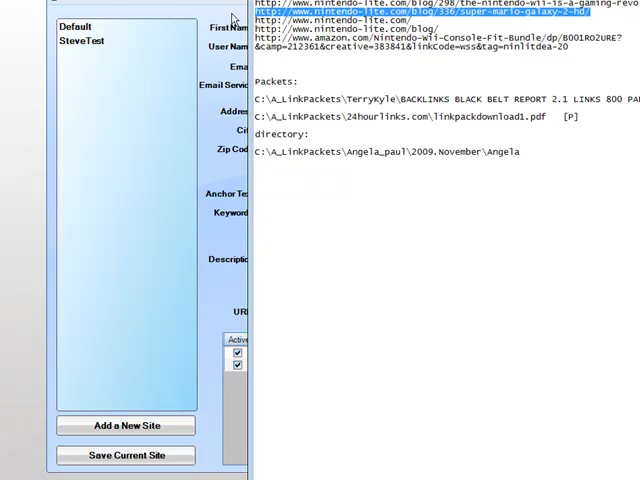 http://www.nintendo-lite.com/blog/298/the-nintendo-wii-is-a-gaming-revo
http://www.nintendo-lite.com/blog/336/super-mario-galaxy-2-hd/
http://www.nintendo-lite.com/
http://www.nintendo-lite.com/blog/
http://www.amazon.com/Nintendo-Wii-Console-Fit-Bundle/dp/B001RO2URE?
&camp=212361&creative=383841&linkCode=wss&tag=ninlitdea-20
Packets:
C:\A_LinkPackets\TerryKyle\BACKLINKS BLACK BELT REPORT 2.1 LINKS 800 PA
C:\A_LinkPackets\24hourlinks.com\linkpackdownload1.pdf [P]
directory:
C:\A_LinkPackets\Angela_paul\2009.November\Angela
Default
SteveTest
First Nam
User Nam
Ema
Email Servic
Addres
Cit
Zip Cod
Anchor Tex
Keyword
Descriptio
URL
Active
Add a New Site
Save Current Site